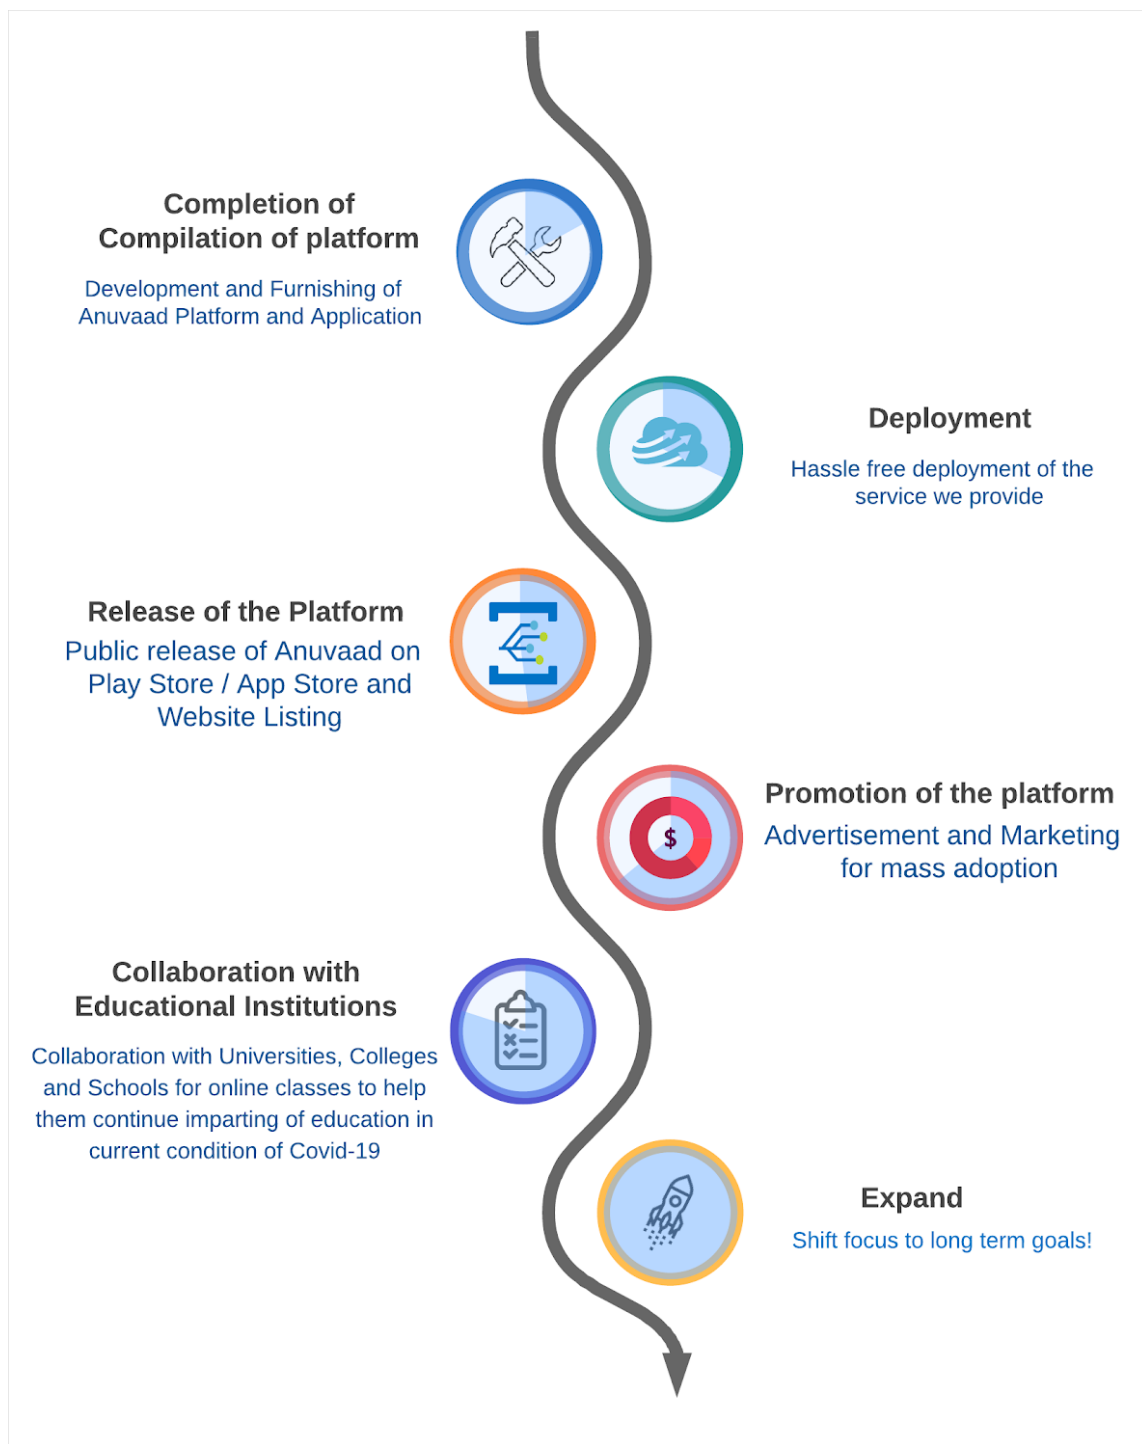 Completion of
Compilation of platform
Development and Furnishing of
Anuvaad Platform and Application
Deployment
Hassle free deployment of the
service we provide
Release of the Platform
Public release of Anuvaad on
Play Store / App Store and
Website Listing
$
Promotion of the platform
Advertisement and Marketing
for mass adoption
Collaboration with
Educational Institutions
Collaboration with Universities, Colleges
and Schools for online classes to help
them continue imparting of education in
current condition of Covid-19
Expand
Shift focus to long term goals!